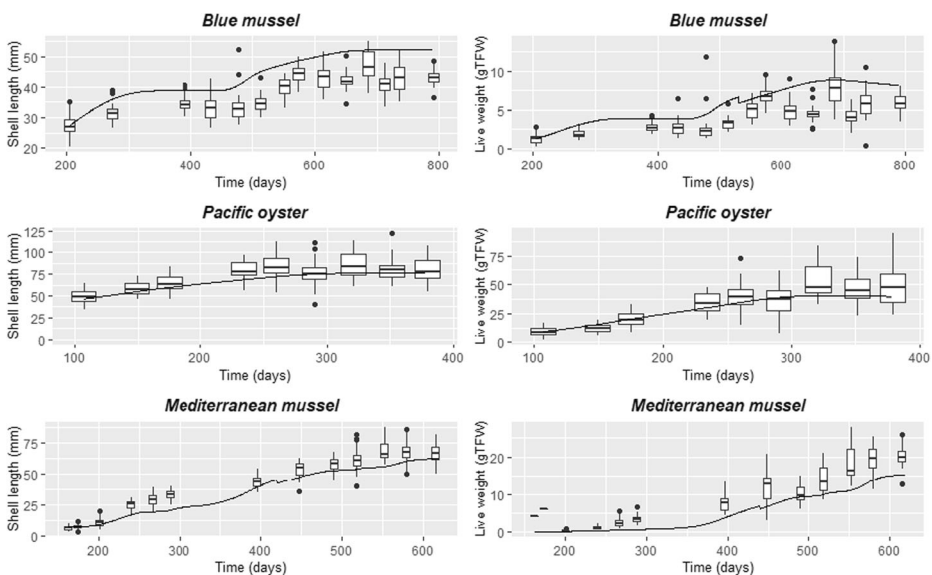 Blue mussel
Shell length (mm)
50
40
30
20
200
400
600
800
Time (days)
Blue mussel
Live weight (gTFW)
10
5
0
200
400
600
800
Time (days)
Pacific oyster
Shell length (mm)
125
100
75
50
25
0
100
200
300
400
Time (days)
Pacific oyster
Live weight (gTFW)
75
50
25
0
100
200
300
400
Time (days)
Mediterranean mussel
Shell length (mm)
75
50
25
0
200
300
400
500
600
Time (days)
Mediterranean mussel
Live weight (gTFW)
20
10
0
200
300
400
500
600
Time (days)